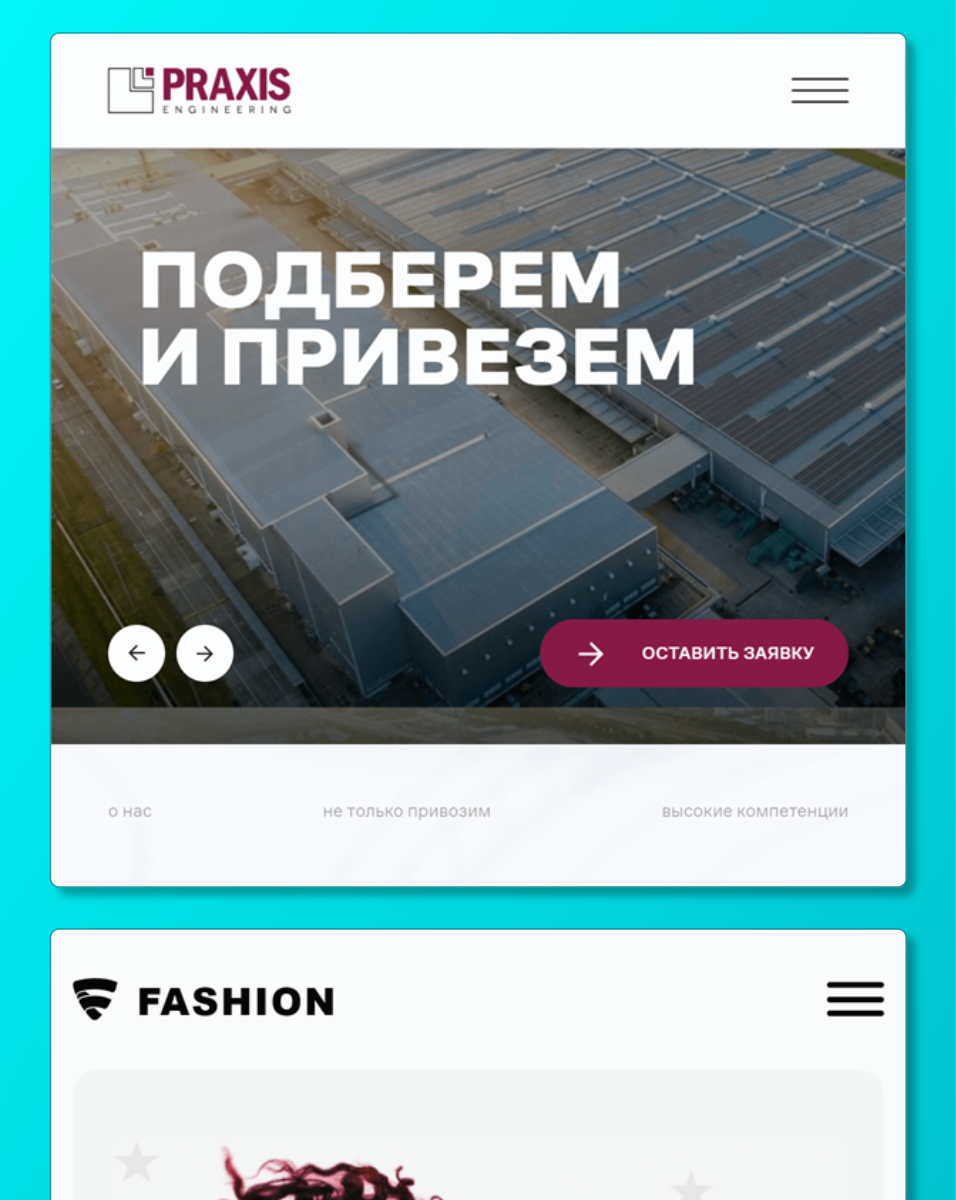 PRAXIS
ENGINEERING
ПОДБЕРЕМ
И ПРИВЕЗЕМ
ОСТАВИТЬ ЗАЯВКУ
о нас
не только привозим
высокие компетенции
FASHION